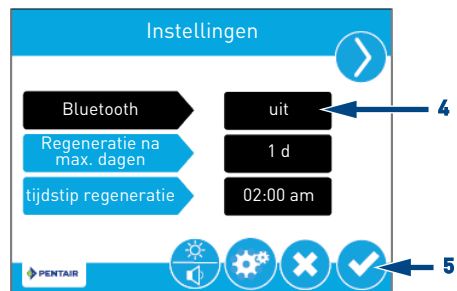 Instellingen
Bluetooth
uit
4
Regeneratie na
max. dagen
1 d
tijdstip regeneratie
02:00 am
PENTAIR
5